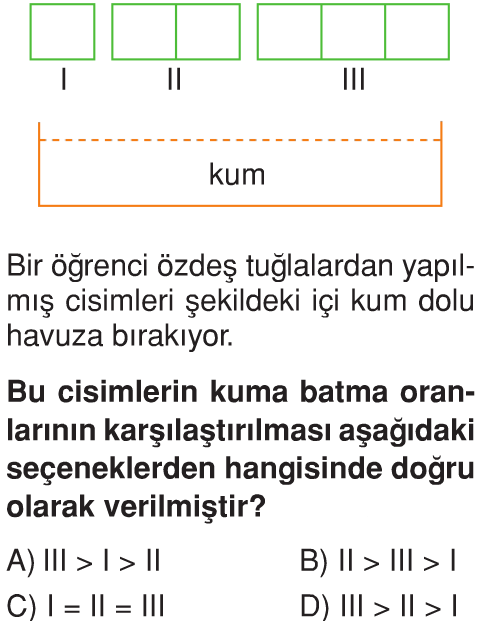 I II III
kum
Bir öğrenci özdeş tuğlalardan yapıl-
mış cisimleri şekildeki içi kum dolu
havuza bırakıyor.
Bu cisimlerin kuma batma oran-
larının karşılaştırılması aşağıdaki
seçeneklerden hangisinde doğru
olarak verilmiştir?
A) III > I > II B) II > III > I
C) I = II = III D) III > II > I